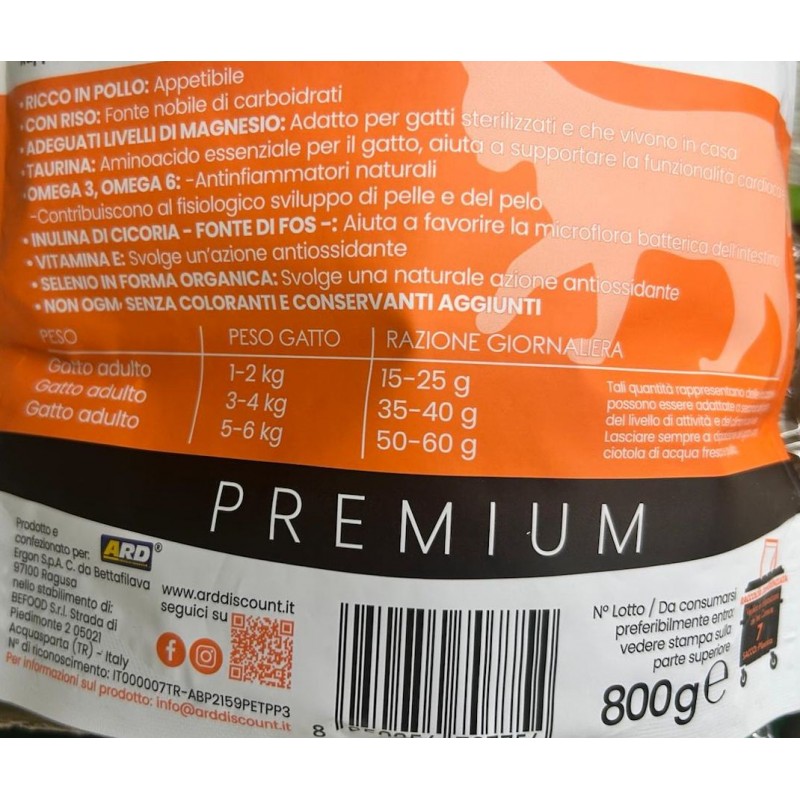 • RICCO IN POLLO: Appetibile
• CON RISO: Fonte nobile di carboidrati
• ADEGUATI LIVELLI DI MAGNESIO: Adatto per gatti sterilizzati e che vivono in casa
• TAURINA: Aminoacido essenziale per il gatto, aiuta a supportare la funzionalità cardiaca
• OMEGA 3, OMEGA 6: -Antinfiammatori naturali
-Contribuiscono al fisiologico sviluppo di pelle e del pelo
• INULINA DI CICORIA - FONTE DI FOS -: Aiuta a favorire la microflora batterica dell'intestino
• VITAMINA E: Svolge un'azione antiossidante
• SELENIO IN FORMA ORGANICA: Svolge una naturale azione antiossidante
• NON OGM, SENZA COLORANTI E CONSERVANTI AGGIUNTI
PESO PESO GATTO RAZIONE GIORNALIERA
Gatto adulto 1-2 kg 15-25 g
Gatto adulto 3-4 kg 35-40 g
Gatto adulto 5-6 kg 50-60 g
Tali quantità rappresentano
possono essere adattate a
del livello di attività e
Lasciare sempre a
ciotola di acqua
PREMIUM
Prodotto e
confezionato per: ARD®
Ergon S.p.A. C. da Bettafilava
97100 Ragusa
nello stabilimento di:
BEFOOD S.r.l. Strada di
Piedimonte 2 05021
Acquasparta (TR) - Italy
N° di riconoscimento: IT000007TR-ABP2159PETPP3
Per informazioni sul prodotto: info@arddiscount.it
www.arddiscount.it
seguici su
8
N° Lotto / Da consumarsi
preferibilmente entro:
vedere stampa sulla
parte superiore
800g e
7